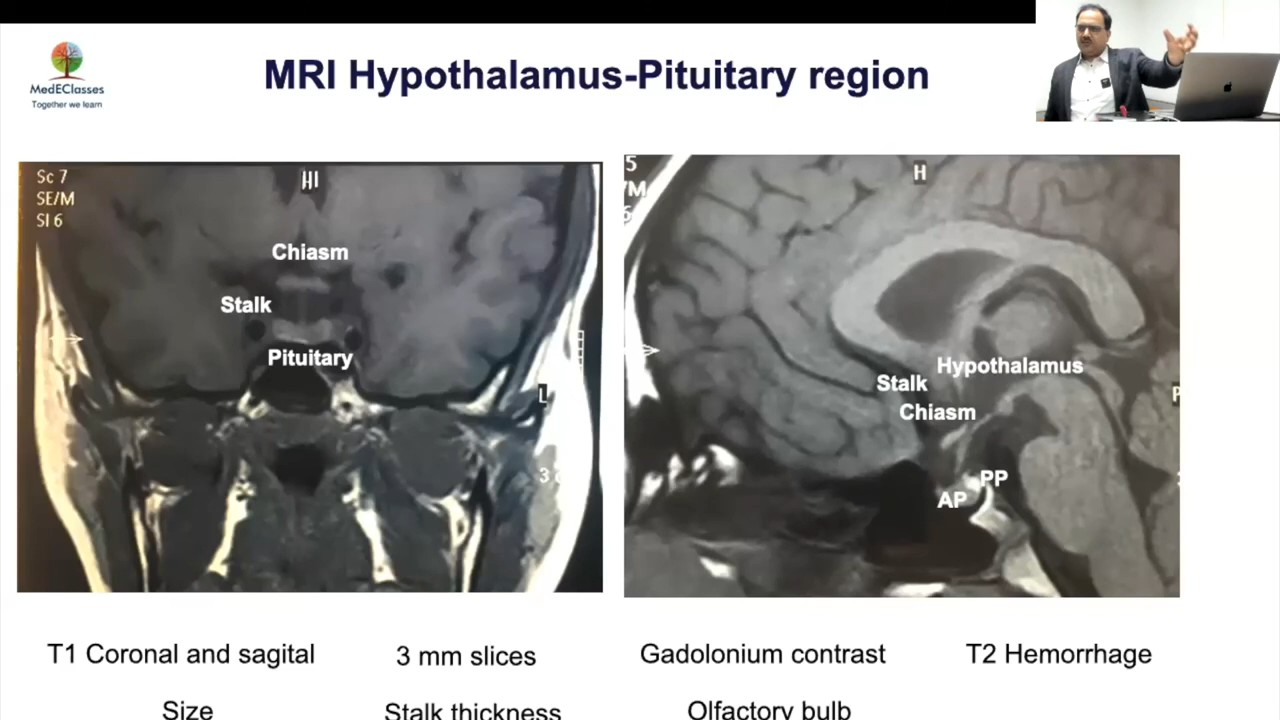 MedEClasses
Together we learn
MRI Hypothalamus-Pituitary region
Sc 7
SE/M
SI 6
Chiasm
Stalk
Pituitary
L
5
/M
H
Hypothalamus
Stalk
Chiasm
PP
AP
T1 Coronal and sagital
3 mm slices
Gadolonium contrast
T2 Hemorrhage
Size
Stalk thickness
Olfactory bulb